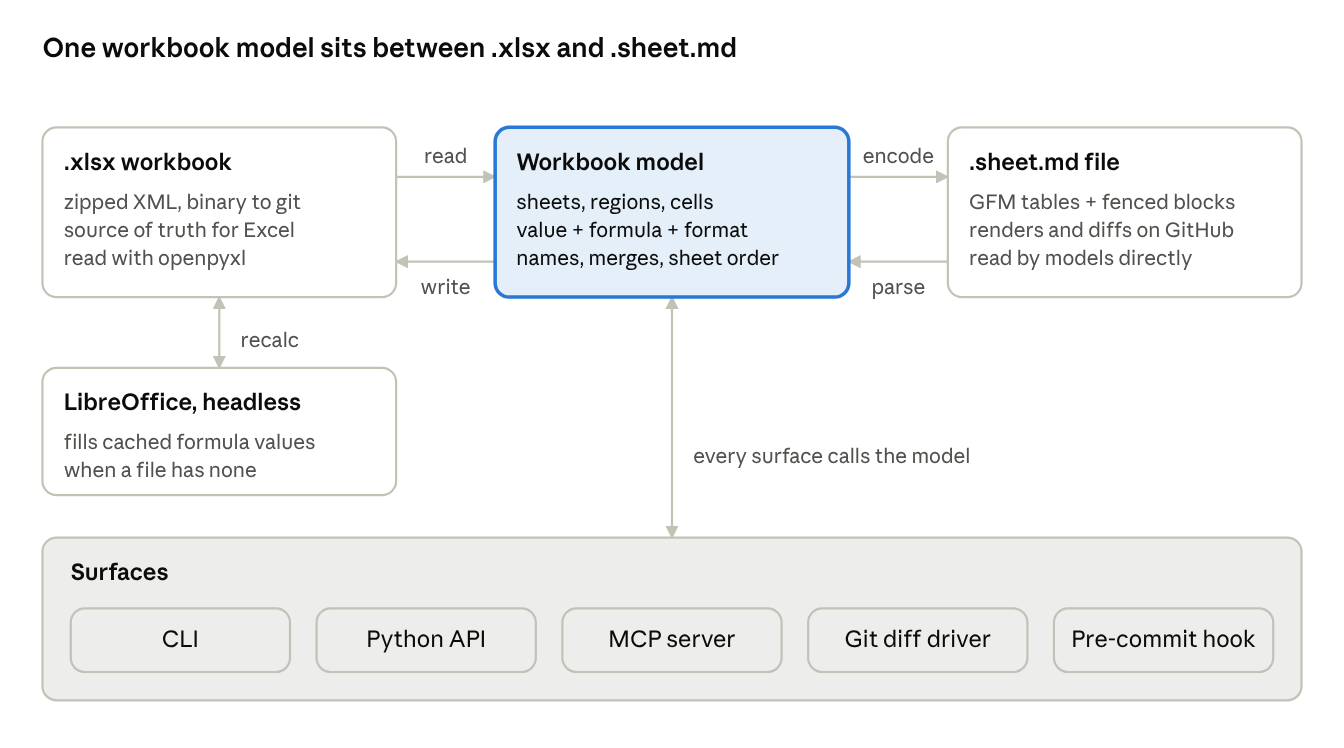 One workbook model sits between .xlsx and .sheet.md
.xlsx workbook
zipped XML, binary to git
source of truth for Excel
read with openpyxl
read
write
Workbook model
sheets, regions, cells
value + formula + format
names, merges, sheet order
encode
parse
.sheet.md file
GFM tables + fenced blocks
renders and diffs on GitHub
read by models directly
recalc
LibreOffice, headless
fills cached formula values
when a file has none
every surface calls the model
Surfaces
CLI
Python API
MCP server
Git diff driver
Pre-commit hook